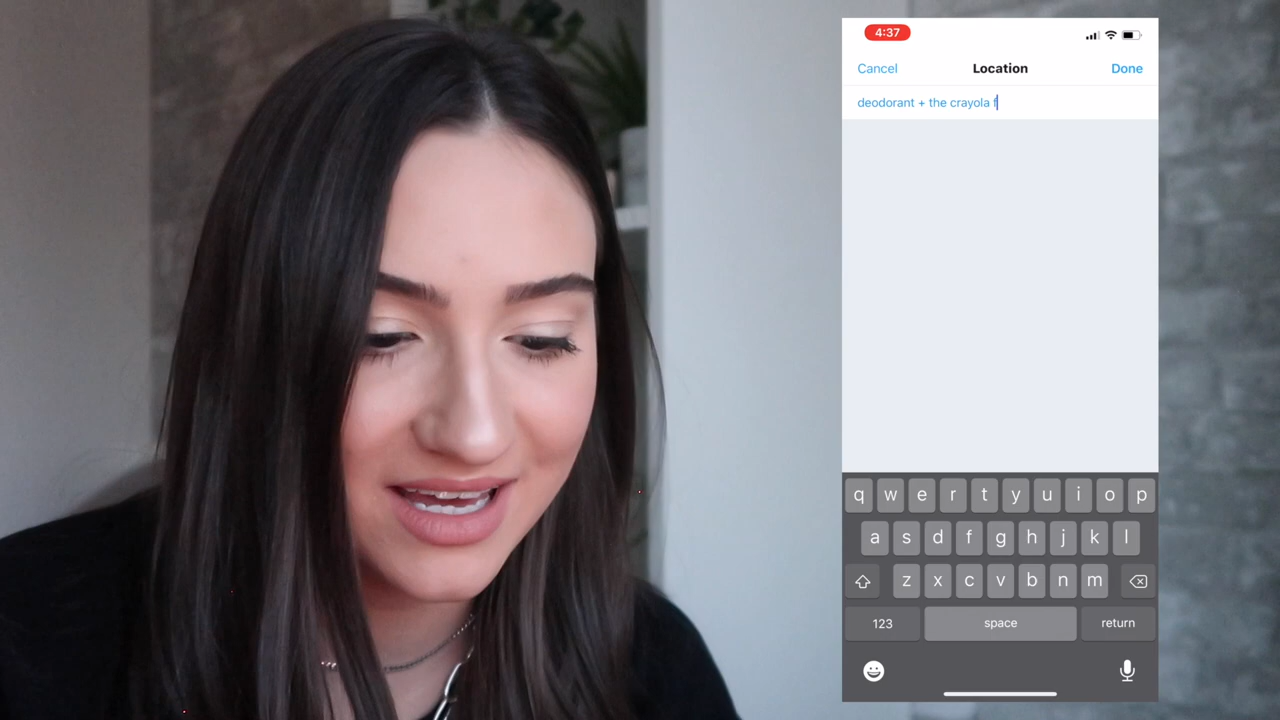 4:37
Cancel Location Done
deodorant + the crayola f
q w e r t y u i o p
a s d f g h j k l
z x c v b n m
123 space return